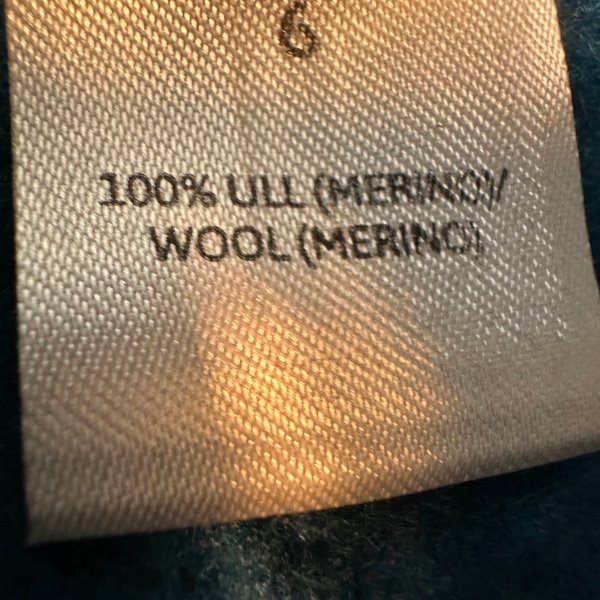 6
100% ULL (MERINO)/
WOOL (MERINO)